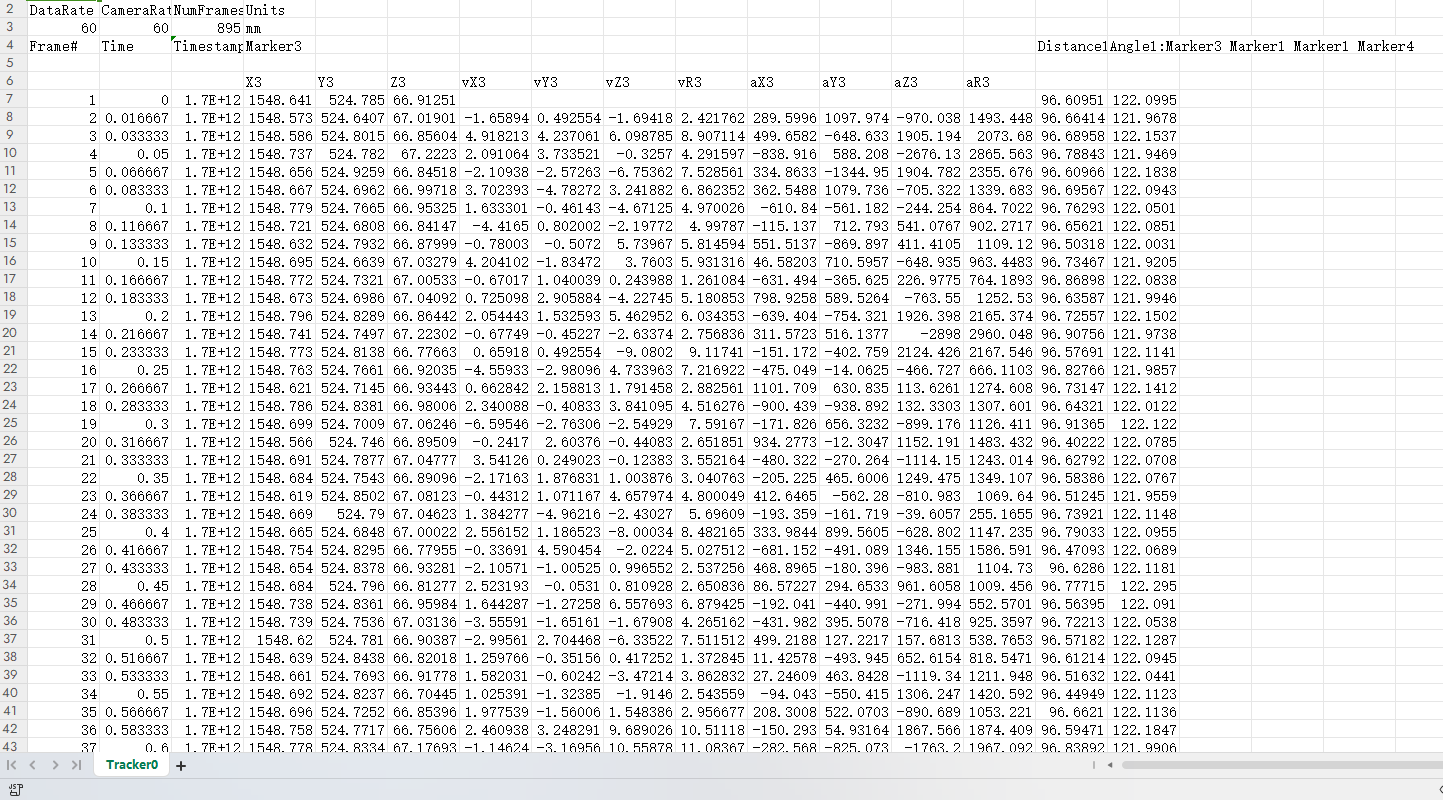 2 DataRate CameraRat NumFrames Units
3 60 60 895 mm
4 Frame# Time Timestamp Marker3 Distance1 Angle1:Marker3 Marker1 Marker1 Marker4
5
6 X3 Y3 Z3 vX3 vY3 vZ3 vR3 aX3 aY3 aZ3 aR3
7 1 0 1.7E+12 1548.641 524.785 66.91251 96.60951 122.0995
8 2 0.016667 1.7E+12 1548.573 524.6407 67.01901 -1.65894 0.492554 -1.69418 2.421762 289.5996 1097.974 -970.038 1493.448 96.66414 121.9678
9 3 0.033333 1.7E+12 1548.586 524.8015 66.85604 4.918213 4.237061 6.098785 8.907114 499.6582 -648.633 1905.194 2073.68 96.68958 122.1537
10 4 0.05 1.7E+12 1548.737 524.782 67.2223 2.091064 3.733521 -0.3257 4.291597 -838.916 588.208 -2676.13 2865.563 96.78843 121.9469
11 5 0.066667 1.7E+12 1548.656 524.9259 66.84518 -2.10938 -2.57263 -6.75362 7.528561 334.8633 -1344.95 1904.782 2355.676 96.60966 122.1838
12 6 0.083333 1.7E+12 1548.667 524.6962 66.99718 3.702393 -4.78272 3.241882 6.862352 362.5488 1079.736 -705.322 1339.683 96.69567 122.0943
13 7 0.1 1.7E+12 1548.779 524.7665 66.95325 1.633301 -0.46143 -4.67125 4.970026 -610.84 -561.182 -244.254 864.7022 96.76293 122.0501
14 8 0.116667 1.7E+12 1548.721 524.6808 66.84147 -4.4165 0.802002 -2.19772 4.99787 -115.137 712.793 541.0767 902.2717 96.65621 122.0851
15 9 0.133333 1.7E+12 1548.632 524.7932 66.87999 -0.78003 -0.5072 5.73967 5.814594 551.5137 -869.897 411.4105 1109.12 96.50318 122.0031
16 10 0.15 1.7E+12 1548.695 524.6639 67.03279 4.204102 -1.83472 3.7603 5.931316 46.58203 710.5957 -648.935 963.4483 96.73467 121.9205
17 11 0.166667 1.7E+12 1548.772 524.7321 67.00533 -0.67017 1.040039 0.243988 1.261084 -631.494 -365.625 226.9775 764.1893 96.86898 122.0838
18 12 0.183333 1.7E+12 1548.673 524.6986 67.04092 0.725098 2.905884 -4.22745 5.180853 798.9258 589.5264 -763.55 1252.53 96.63587 121.9946
19 13 0.2 1.7E+12 1548.796 524.8289 66.86442 2.054443 1.532593 5.462952 6.034353 -639.404 -754.321 1926.398 2165.374 96.72557 122.1502
20 14 0.216667 1.7E+12 1548.741 524.7497 67.22302 -0.67749 -0.45227 -2.63374 2.756836 311.5723 516.1377 -2898 2960.048 96.90756 121.9738
21 15 0.233333 1.7E+12 1548.773 524.8138 66.77663 0.65918 0.492554 -9.0802 9.11741 -151.172 -402.759 2124.426 2167.546 96.57691 122.1141
22 16 0.25 1.7E+12 1548.763 524.7661 66.92035 -4.55933 -2.98096 4.733963 7.216922 -475.049 -14.0625 -466.727 666.1103 96.82766 121.9857
23 17 0.266667 1.7E+12 1548.621 524.7145 66.93443 0.662842 2.158813 1.791458 2.882561 1101.709 630.835 113.6261 1274.608 96.73147 122.1412
24 18 0.283333 1.7E+12 1548.786 524.8381 66.98006 2.340088 -0.40833 3.841095 4.516276 -900.439 -938.892 132.3303 1307.601 96.64321 122.0122
25 19 0.3 1.7E+12 1548.699 524.7009 67.06246 -6.59546 -2.76306 -2.54929 7.59167 -171.826 656.3232 -899.176 1126.411 96.91365 122.122
26 20 0.316667 1.7E+12 1548.566 524.746 66.89509 -0.2417 2.60376 -0.44083 2.651851 934.2773 -12.3047 1152.191 1483.432 96.40222 122.0785
27 21 0.333333 1.7E+12 1548.691 524.7877 67.04777 3.54126 0.249023 -0.12383 3.552164 -480.322 -270.264 -1114.15 1243.014 96.62792 122.0708
28 22 0.35 1.7E+12 1548.684 524.7543 66.89096 -2.17163 1.876831 1.003876 3.040763 -205.225 465.6006 1249.475 1349.107 96.58386 122.0767
29 23 0.366667 1.7E+12 1548.619 524.8502 67.08123 -0.44312 1.071167 4.657974 4.800049 412.6465 -562.28 -810.983 1069.64 96.51245 121.9559
30 24 0.383333 1.7E+12 1548.669 524.79 67.04623 1.384277 -4.96216 -2.43027 5.69609 -193.359 -161.719 -39.6057 255.1655 96.73921 122.1148
31 25 0.4 1.7E+12 1548.665 524.6848 67.00022 2.556152 1.186523 -8.00034 8.482165 333.9844 899.5605 -628.802 1147.235 96.79033 122.0955
32 26 0.416667 1.7E+12 1548.754 524.8295 66.77955 -0.33691 4.590454 -2.0224 5.027512 -681.152 -491.089 1346.155 1586.591 96.47093 122.0689
33 27 0.433333 1.7E+12 1548.654 524.8378 66.93281 -2.10571 -1.00525 0.996552 2.537256 468.8965 -180.396 -983.881 1104.73 96.6286 122.1181
34 28 0.45 1.7E+12 1548.684 524.796 66.81277 2.523193 -0.0531 0.810928 2.650836 86.57227 294.6533 961.6058 1009.456 96.77715 122.295
35 29 0.466667 1.7E+12 1548.738 524.8361 66.95984 1.644287 -1.27258 6.557693 6.879425 -192.041 -440.991 -271.994 552.5701 96.56395 122.091
36 30 0.483333 1.7E+12 1548.739 524.7536 67.03136 -3.55591 -1.65161 -1.67908 4.265162 -431.982 395.5078 -716.418 925.3597 96.72213 122.0538
37 31 0.5 1.7E+12 1548.62 524.781 66.90387 -2.99561 2.704468 -6.33522 7.511512 499.2188 127.2217 157.6813 538.7653 96.57182 122.1287
38 32 0.516667 1.7E+12 1548.639 524.8438 66.82018 1.259766 -0.35156 0.417252 1.372845 11.42578 -493.945 652.6154 818.5471 96.61214 122.0945
39 33 0.533333 1.7E+12 1548.661 524.7693 66.91778 1.582031 -0.60242 -3.47214 3.862832 27.24609 463.8428 -1119.34 1211.948 96.51632 122.0441
40 34 0.55 1.7E+12 1548.692 524.8237 66.70445 1.025391 -1.32385 -1.9146 2.543559 -94.043 -550.415 1306.247 1420.592 96.44949 122.1123
41 35 0.566667 1.7E+12 1548.696 524.7252 66.85396 1.977539 -1.56006 1.548386 2.956677 208.3008 522.0703 -890.689 1053.221 96.6621 122.1136
42 36 0.583333 1.7E+12 1548.758 524.7717 66.75606 2.460938 3.248291 9.689026 10.51118 -150.293 54.93164 1867.566 1874.409 96.59471 122.1847
43 37 0.6 1.7E+12 1548.778 524.8334 67.17693 -1.14624 -3.16956 10.55878 11.08367 -282.568 -825.073 -1763.2 1967.092 96.83892 121.9906
Tracker0 +